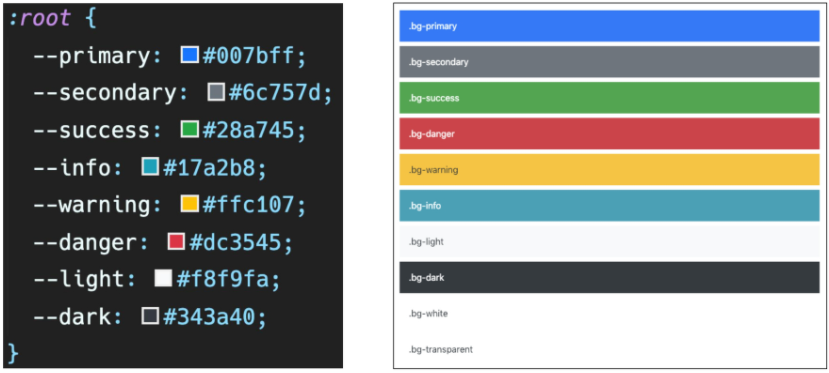 :root {
--primary: #007bff;
--secondary: #6c757d;
--success: #28a745;
--info: #17a2b8;
--warning: #ffc107;
--danger: #dc3545;
--light: #f8f9fa;
--dark: #343a40;
}
.bg-primary
.bg-secondary
.bg-success
.bg-danger
.bg-warning
.bg-info
.bg-light
.bg-dark
.bg-white
.bg-transparent